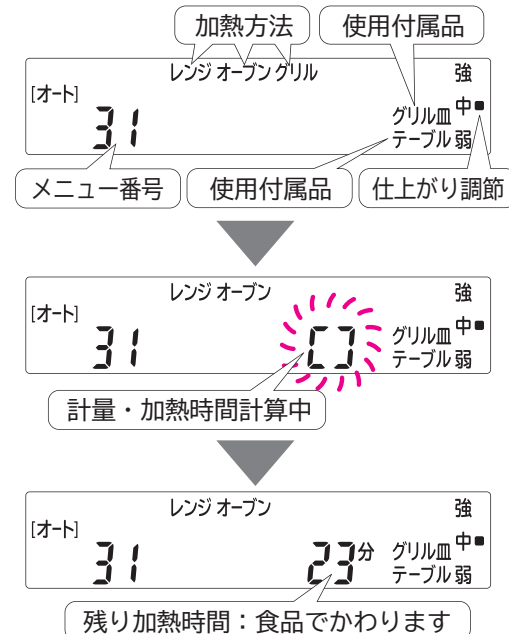 加熱方法 使用付属品
レンジ オーブン グリル 強
[オート]
31 グリル皿 中■
テーブル 弱
メニュー番号 使用付属品 仕上がり調節
レンジ オーブン 強
[オート]
31 [ ] グリル皿 中■
テーブル 弱
計量・加熱時間計算中
レンジ オーブン 強
[オート]
31 23分 グリル皿 中■
テーブル 弱
残り加熱時間：食品でかわります